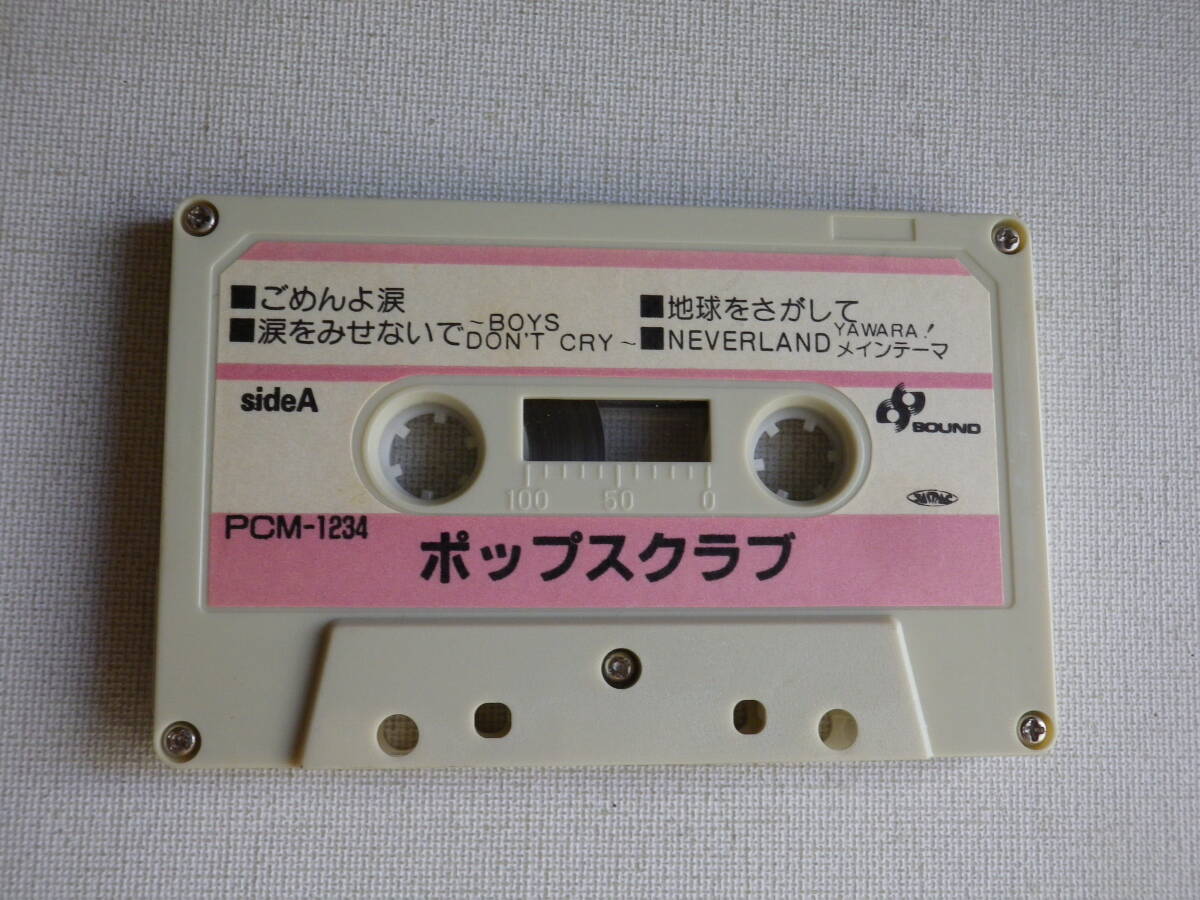 ■ごめんよ涙
■涙をみせないで~BOYS DON'T CRY~
■地球をさがして
■NEVERLAND YAWARA! メインテーマ
sideA
BOUND
100 50 0
PCM-1234
ポップスクラブ